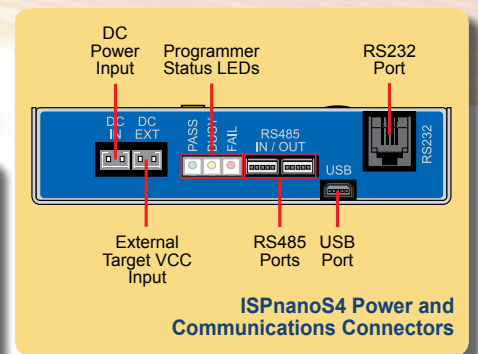 DC
Power
Input
Programmer
Status LEDs
RS232
Port
DC
IN
DC
EXT
PASS
BUSY
FAIL
RS485
IN / OUT
USB
RS232
External
Target VCC
Input
RS485
Ports
USB
Port
ISPnanoS4 Power and
Communications Connectors